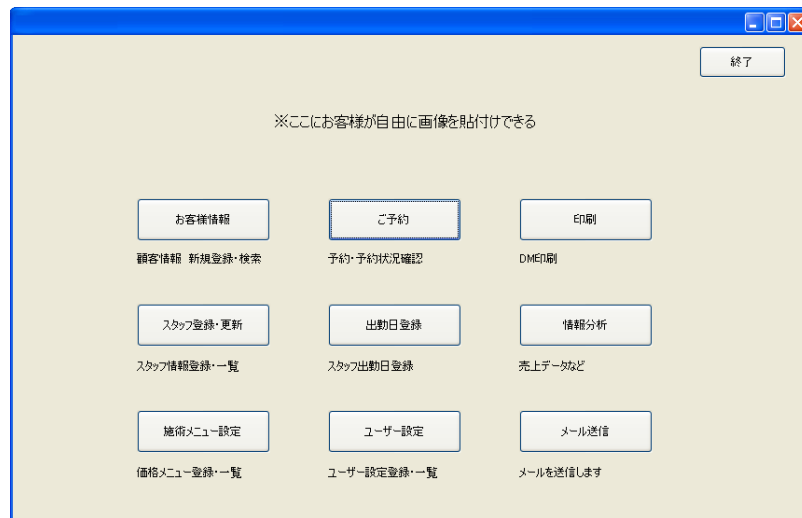 終了
※ここにお客様が自由に画像を貼付けできる
お客様情報
ご予約
印刷
顧客情報 新規登録・検索
予約・予約状況確認
DM印刷
スタッフ登録・更新
出勤日登録
情報分析
スタッフ情報登録・一覧
スタッフ出勤日登録
売上データなど
施術メニュー設定
ユーザー設定
メール送信
価格メニュー登録・一覧
ユーザー設定登録・一覧
メールを送信します